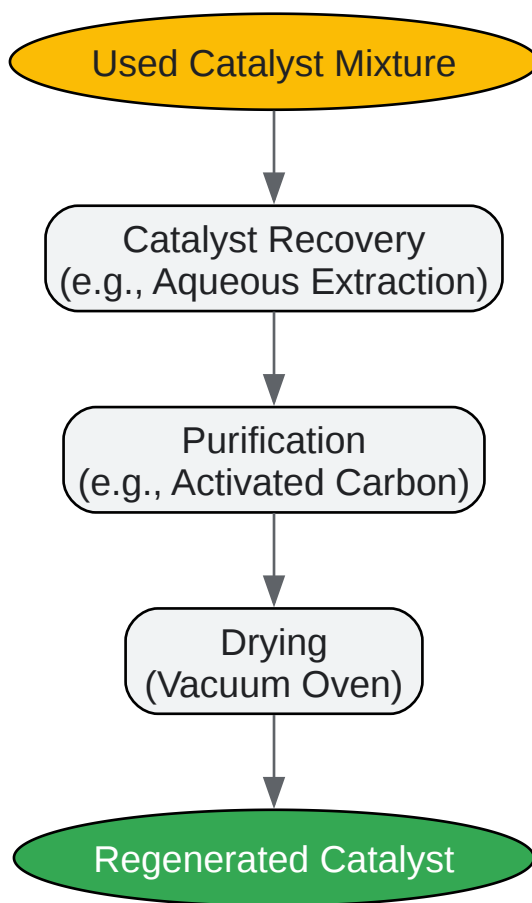 Used Catalyst Mixture
Catalyst Recovery
(e.g., Aqueous Extraction)
Purification
(e.g., Activated Carbon)
Drying
(Vacuum Oven)
Regenerated Catalyst